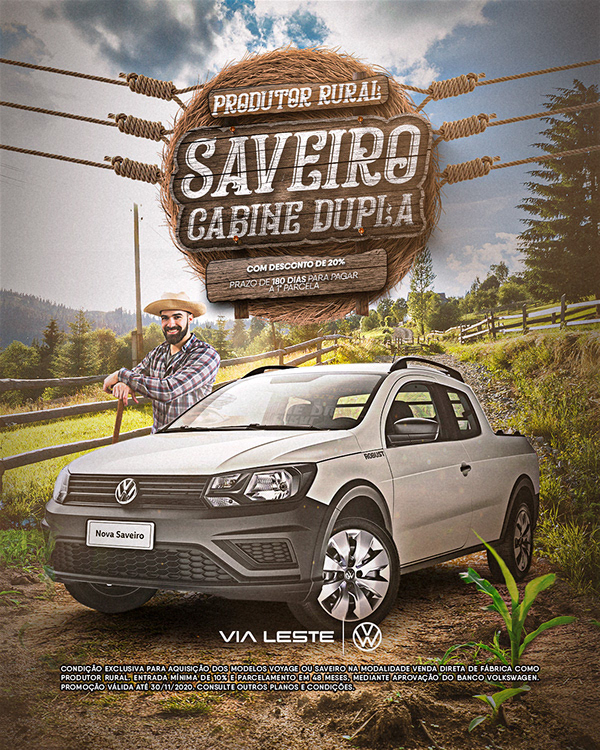 PRODUTOR RURAL
SAVEIRO
CABINE DUPLA
COM DESCONTO DE 20%
PRAZO DE 180 DIAS PARA PAGAR
A 1ª PARCELA
ROBUST
Nova Saveiro
VIA LESTE
CONDIÇÃO EXCLUSIVA PARA AQUISIÇÃO DOS MODELOS VOYAGE OU SAVEIRO NA MODALIDADE VENDA DIRETA DE FÁBRICA COMO
PRODUTOR RURAL. ENTRADA MÍNIMA DE 10% E PARCELAMENTO EM 48 MESES, MEDIANTE APROVAÇÃO DO BANCO VOLKSWAGEN.
PROMOÇÃO VÁLIDA ATÉ 30/11/2020. CONSULTE OUTROS PLANOS E CONDIÇÕES.